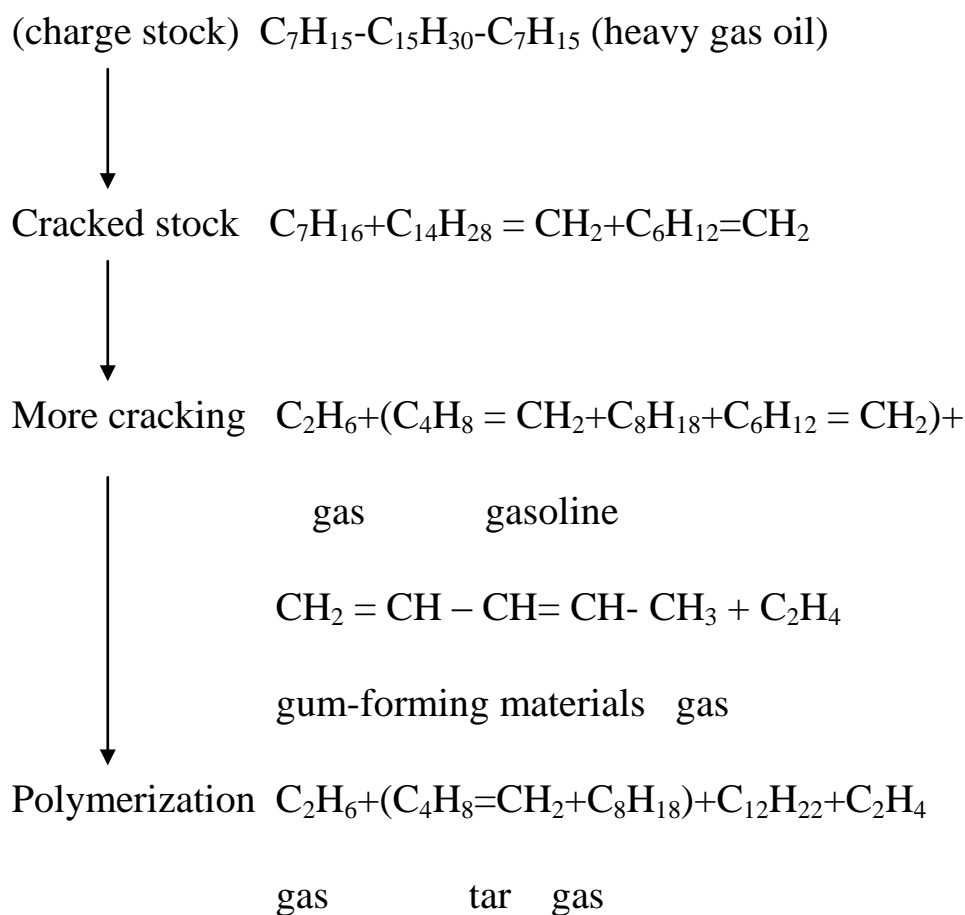 (charge stock) C₇H₁₅-C₁₅H₃₀-C₇H₁₅ (heavy gas oil)
Cracked stock C₇H₁₆+C₁₄H₂₈ = CH₂+C₆H₁₂=CH₂
More cracking C₂H₆+(C₄H₈ = CH₂+C₈H₁₈+C₆H₁₂ = CH₂)+
gas gasoline
CH₂ = CH – CH= CH- CH₃ + C₂H₄
gum-forming materials gas
Polymerization C₂H₆+(C₄H₈=CH₂+C₈H₁₈)+C₁₂H₂₂+C₂H₄
gas tar gas